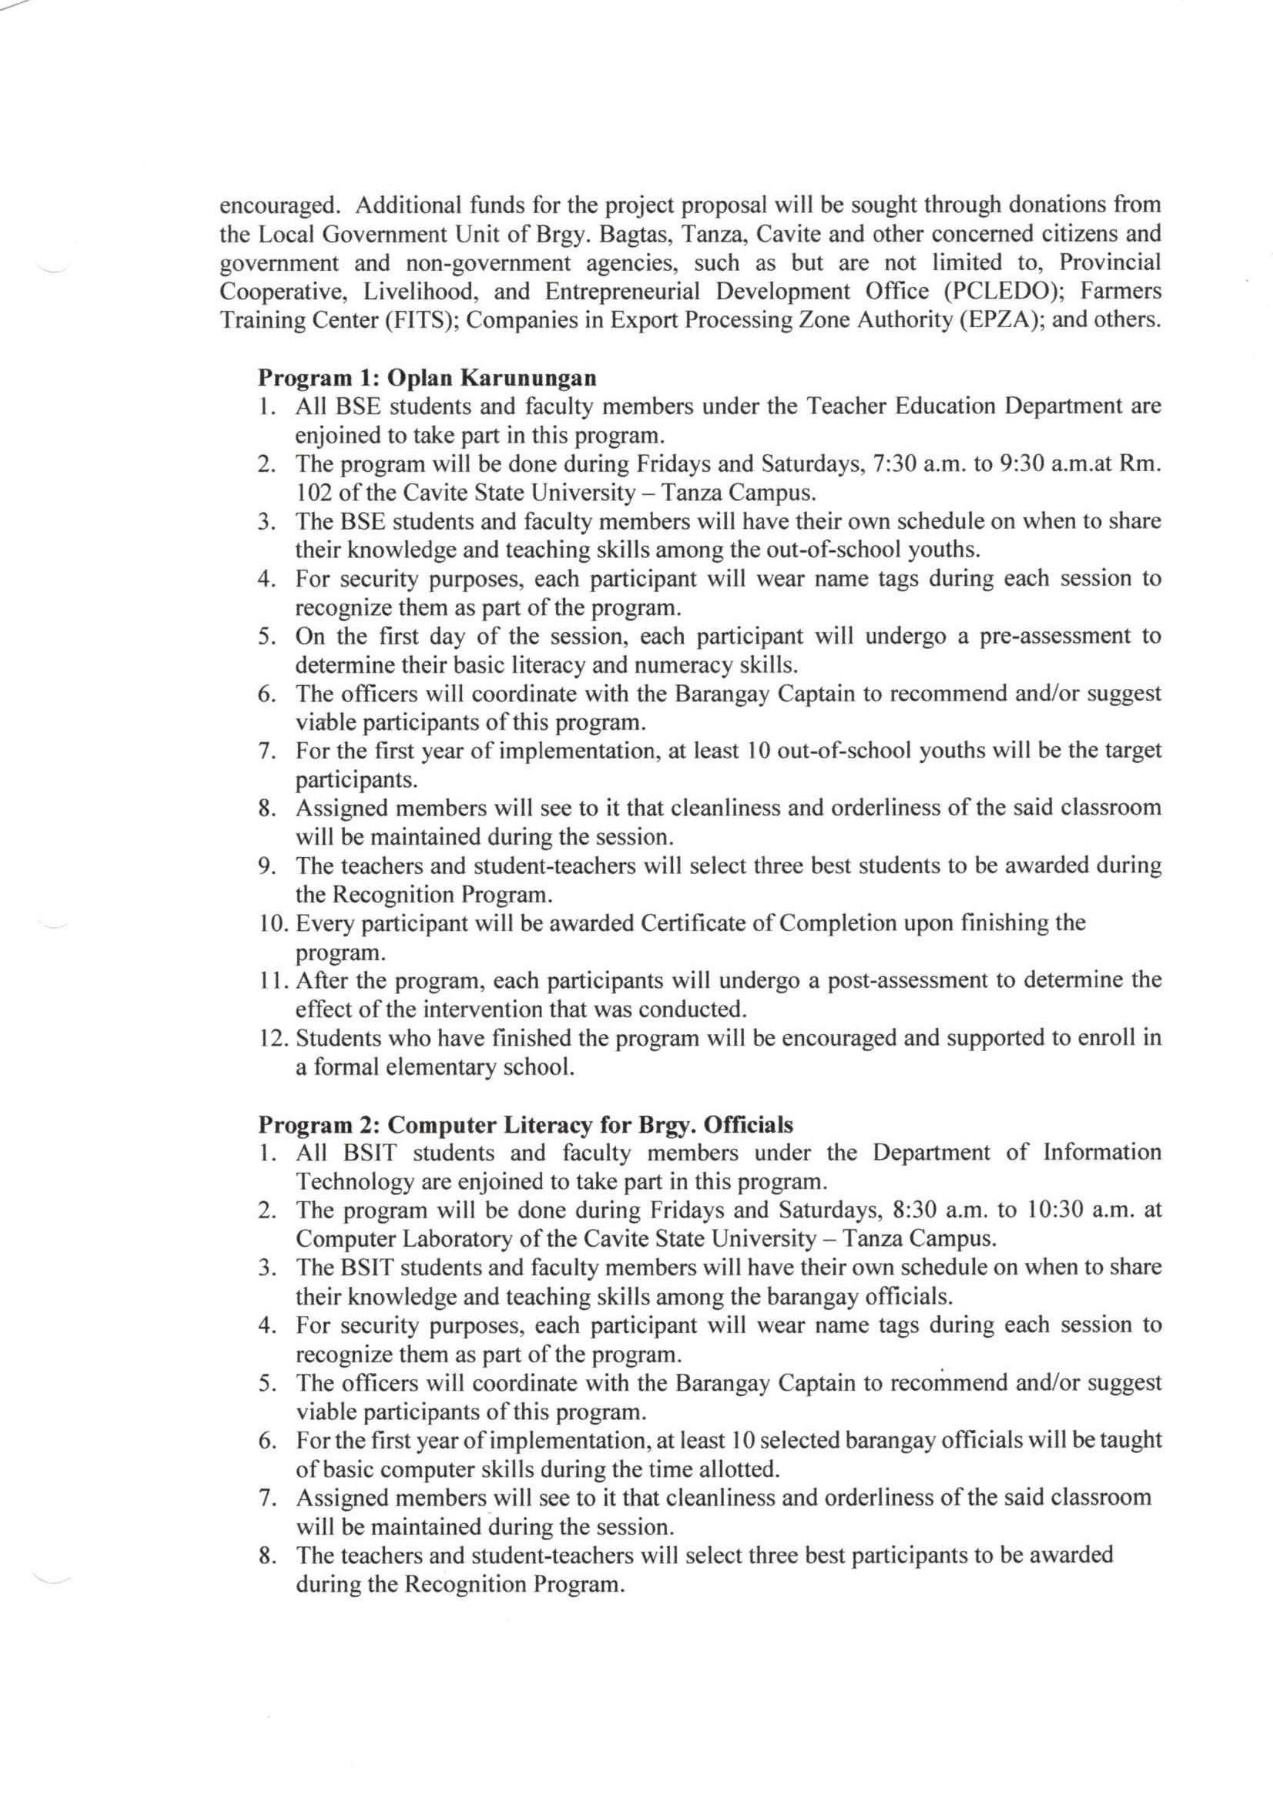 encouraged. Additional funds for the project proposal will be sought through donations from
the Local Government Unit of Brgy. Bagtas, Tanza, Cavite and other concerned citizens and
government and non-government agencies, such as but are not limited to, Provincial
Cooperative, Livelihood, and Entrepreneurial Development Office (PCLEDO); Farmers
Training Center (FITS); Companies in Export Processing Zone Authority (EPZA); and others.
Program 1: Oplan Karunungan
1. All BSE students and faculty members under the Teacher Education Department are
enjoined to take part in this program.
2. The program will be done during Fridays and Saturdays, 7:30 a.m. to 9:30 a.m.at Rm.
102 of the Cavite State University – Tanza Campus.
3. The BSE students and faculty members will have their own schedule on when to share
their knowledge and teaching skills among the out-of-school youths.
4. For security purposes, each participant will wear name tags during each session to
recognize them as part of the program.
5. On the first day of the session, each participant will undergo a pre-assessment to
determine their basic literacy and numeracy skills.
6. The officers will coordinate with the Barangay Captain to recommend and/or suggest
viable participants of this program.
7. For the first year of implementation, at least 10 out-of-school youths will be the target
participants.
8. Assigned members will see to it that cleanliness and orderliness of the said classroom
will be maintained during the session.
9. The teachers and student-teachers will select three best students to be awarded during
the Recognition Program.
10. Every participant will be awarded Certificate of Completion upon finishing the
program.
11. After the program, each participants will undergo a post-assessment to determine the
effect of the intervention that was conducted.
12. Students who have finished the program will be encouraged and supported to enroll in
a formal elementary school.
Program 2: Computer Literacy for Brgy. Officials
1. All BSIT students and faculty members under the Department of Information
Technology are enjoined to take part in this program.
2. The program will be done during Fridays and Saturdays, 8:30 a.m. to 10:30 a.m. at
Computer Laboratory of the Cavite State University – Tanza Campus.
3. The BSIT students and faculty members will have their own schedule on when to share
their knowledge and teaching skills among the barangay officials.
4. For security purposes, each participant will wear name tags during each session to
recognize them as part of the program.
5. The officers will coordinate with the Barangay Captain to recommend and/or suggest
viable participants of this program.
6. For the first year of implementation, at least 10 selected barangay officials will be taught
of basic computer skills during the time allotted.
7. Assigned members will see to it that cleanliness and orderliness of the said classroom
will be maintained during the session.
8. The teachers and student-teachers will select three best participants to be awarded
during the Recognition Program.